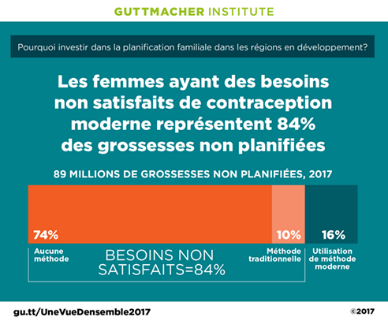 GUTTMACHER INSTITUTE
Pourquoi investir dans la planification familiale dans les régions en développement?
Les femmes ayant des besoins
non satisfaits de contraception
moderne représentent 84%
des grossesses non planifiées
89 MILLIONS DE GROSSESSES NON PLANIFIÉES, 2017
74%
10%
16%
Aucune
méthode
BESOINS NON
SATISFAITS=84%
Méthode
traditionnelle
Utilisation
de méthode
moderne
gu.tt/UneVueDensemble2017
©2017